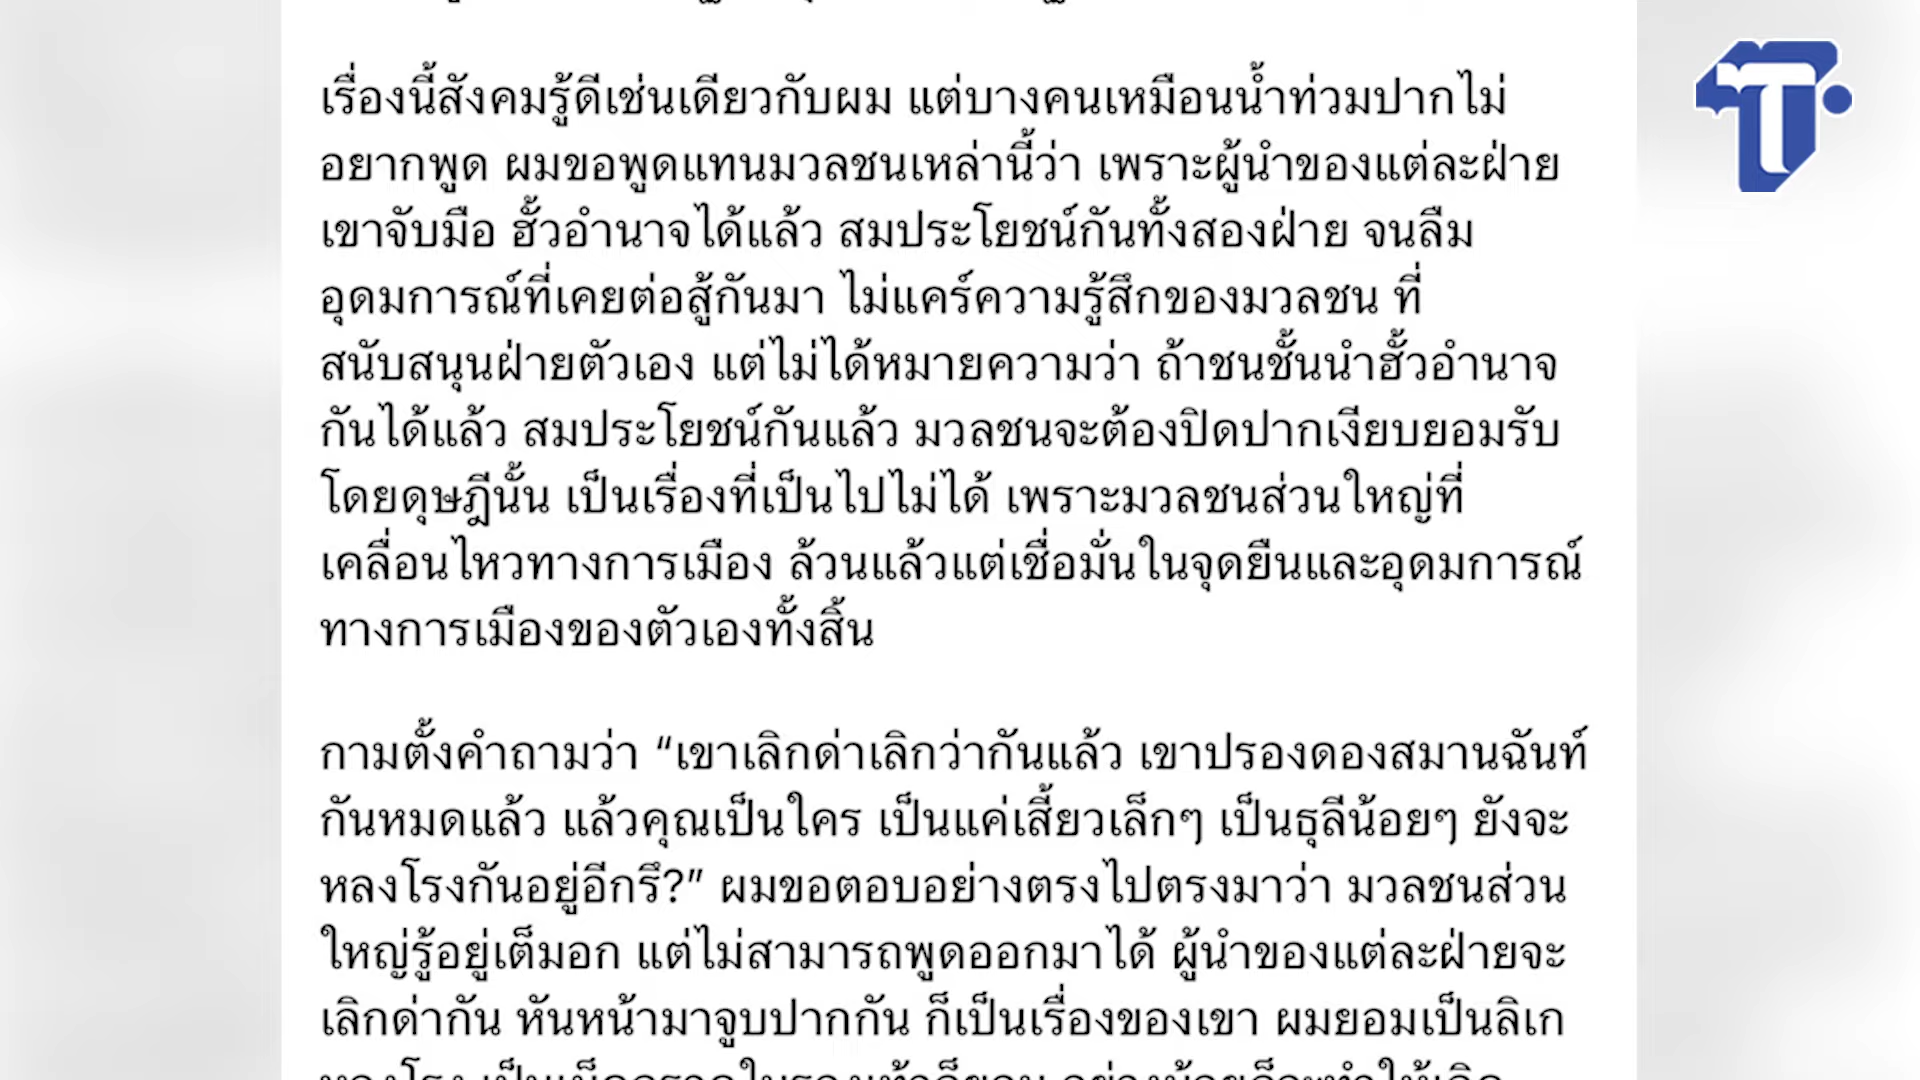 เรื่องนี้สังคมรู้ดีเช่นเดียวกับผม แต่บางคนเหมือนน้ำท่วมปากไม่
อยากพูด ผมขอพูดแทนมวลชนเหล่านี้ว่า เพราะผู้นำของแต่ละฝ่าย
เขาจับมือ ฮั้วอำนาจได้แล้ว สมประโยชน์กันทั้งสองฝ่าย จนลืม
อุดมการณ์ที่เคยต่อสู้กันมา ไม่แคร์ความรู้สึกของมวลชน ที่
สนับสนุนฝ่ายตัวเอง แต่ไม่ได้หมายความว่า ถ้าชนชั้นนำฮั้วอำนาจ
กันได้แล้ว สมประโยชน์กันแล้ว มวลชนจะต้องปิดปากเงียบยอมรับ
โดยดุษฎีนั้น เป็นเรื่องที่เป็นไปไม่ได้ เพราะมวลชนส่วนใหญ่ที่
เคลื่อนไหวทางการเมือง ล้วนแล้วแต่เชื่อมั่นในจุดยืนและอุดมการณ์
ทางการเมืองของตัวเองทั้งสิ้น
กามตั้งคำถามว่า “เขาเลิกด่าเลิกว่ากันแล้ว เขาปรองดองสมานฉันท์
กันหมดแล้ว แล้วคุณเป็นใคร เป็นแค่เสี้ยวเล็กๆ เป็นธุลีน้อยๆ ยังจะ
หลงโรงกันอยู่อีกรึ?” ผมขอตอบอย่างตรงไปตรงมาว่า มวลชนส่วน
ใหญ่รู้อยู่เต็มอก แต่ไม่สามารถพูดออกมาได้ ผู้นำของแต่ละฝ่ายจะ
เลิกด่ากัน หันหน้ามาจูบปากกัน ก็เป็นเรื่องของเขา ผมยอมเป็นลิเก